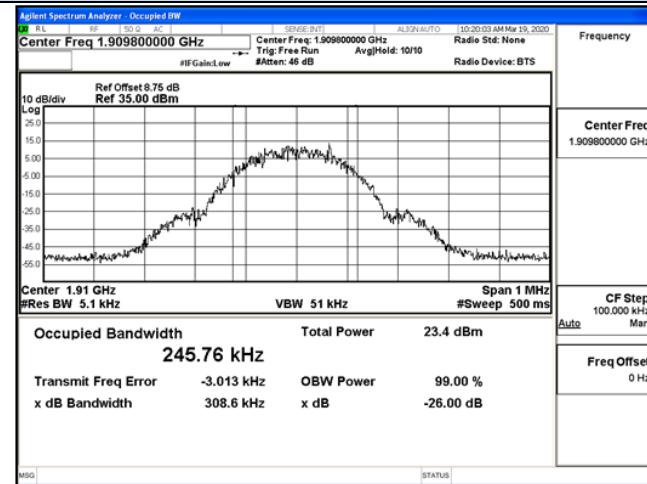 Agilent Spectrum Analyzer - Occupied BW
RL RF 50 Ω AC SENSE:INT ALIGN AUTO 10:20:03 AM Mar 19, 2020
Center Freq 1.909800000 GHz
Center Freq: 1.909800000 GHz Radio Std: None
Trig: Free Run Avg|Hold: 10/10
#IFGain:Low #Atten: 46 dB Radio Device: BTS
Frequency
Ref Offset 8.75 dB
10 dB/div Ref 35.00 dBm
Log
25.0
15.0
5.00
-5.00
-15.0
-25.0
-35.0
-45.0
-55.0
Center Freq
1.909800000 GHz
Center 1.91 GHz Span 1 MHz
#Res BW 5.1 kHz VBW 51 kHz #Sweep 500 ms
CF Step
100.000 kHz
Auto Man
Occupied Bandwidth Total Power 23.4 dBm
245.76 kHz
Transmit Freq Error -3.013 kHz OBW Power 99.00 %
x dB Bandwidth 308.6 kHz x dB -26.00 dB
Freq Offset
0 Hz
MSG STATUS